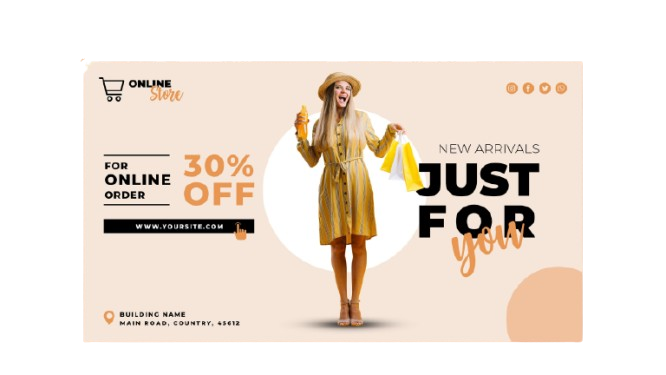 ONLINE
Store
FOR
ONLINE
ORDER
30%
OFF
WWW.YOURSITE.COM
NEW ARRIVALS
JUST
FOR
you
BUILDING NAME
MAIN ROAD, COUNTRY, 45612